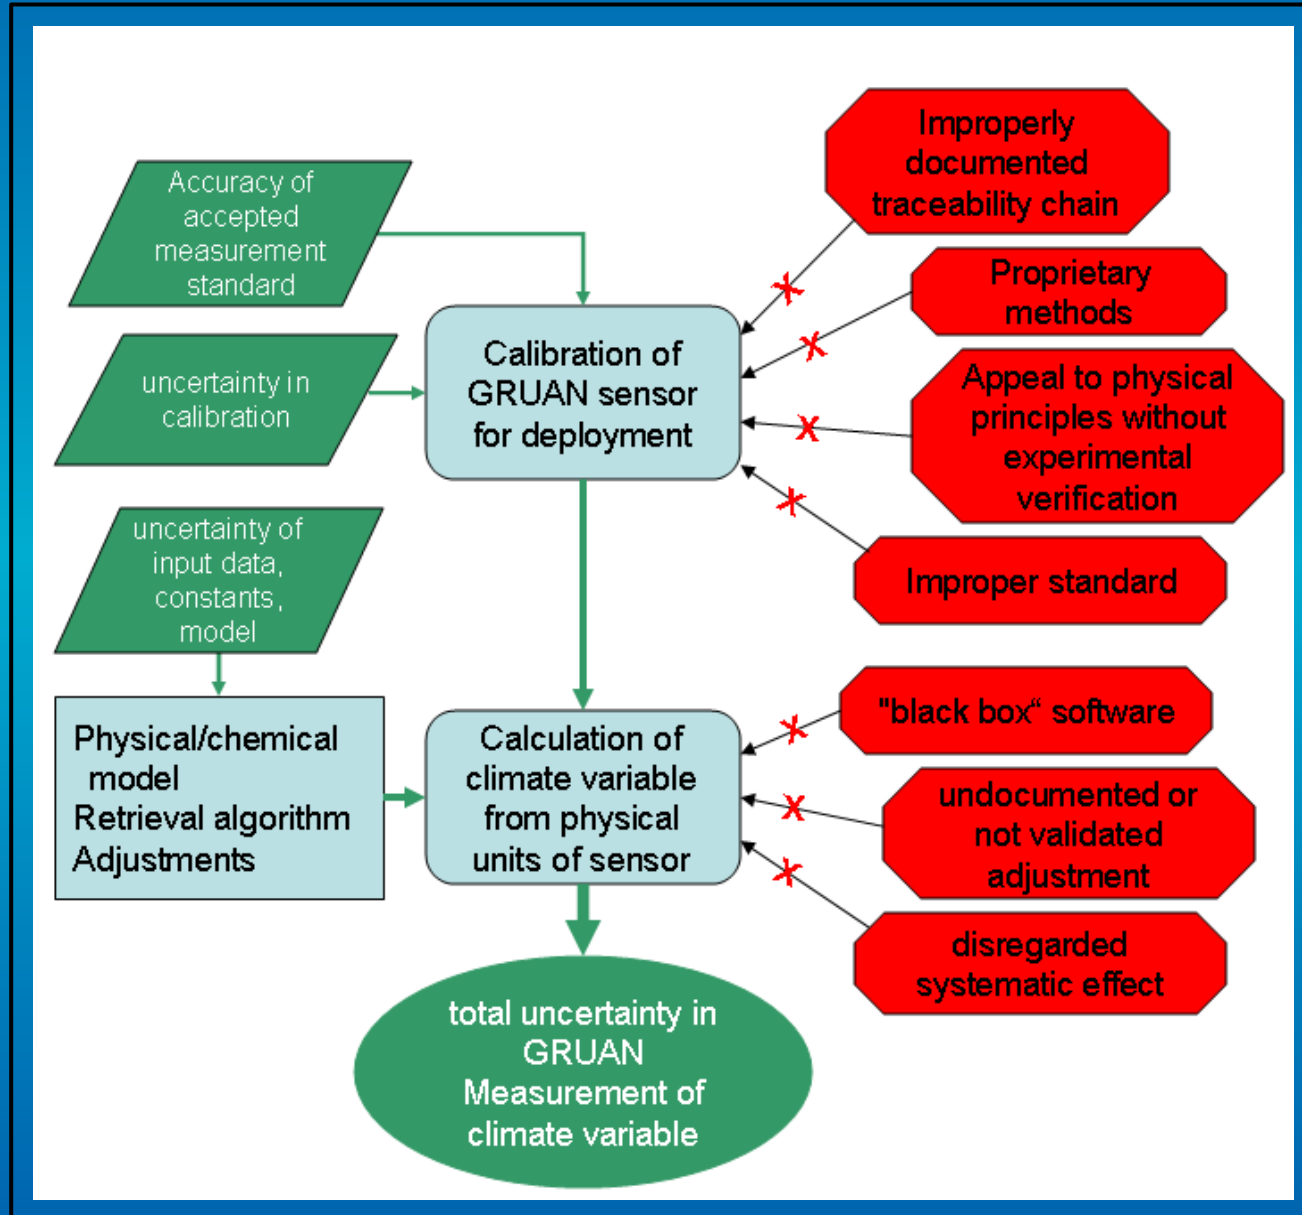 Accuracy of
accepted
measurement
standard
uncertainty in
calibration
uncertainty of
input data,
constants,
model
Physical/chemical
model
Retrieval algorithm
Adjustments
Calibration of
GRUAN sensor
for deployment
Calculation of
climate variable
from physical
units of sensor
total uncertainty in
GRUAN
Measurement of
climate variable
Improperly
documented
traceability chain
Proprietary
methods
Appeal to physical
principles without
experimental
verification
Improper standard
"black box“ software
undocumented or
not validated
adjustment
disregarded
systematic effect